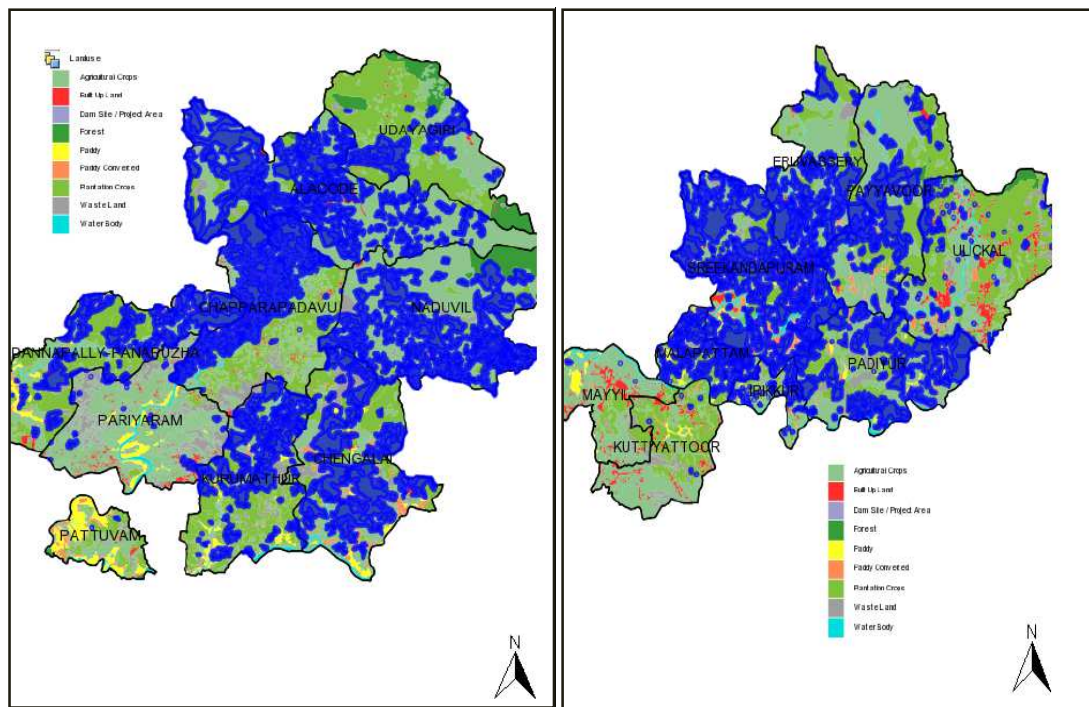 Landuse
Agricultural Crops
Built Up Land
Dam Site / Project Area
Forest
Paddy
Paddy Converted
Plantation Crops
Waste Land
Water Body
UDAYAGIRI
ALACODE
CHAPPARAPADAVU
NADUVIL
DANNAPALLY-PANAPUZHA
PARIYARAM
CHENGALAI
KURUMATHUR
PATTUVAM
N
ERUVASSERY
PAYYAVOOR
ULICKAL
SREEKANDAPURAM
MALAPATTAM
PADIYUR
IRIKKUR
MAYYIL
KUTTIYATTOOR
Agricultural Crops
Built Up Land
Dam Site / Project Area
Forest
Paddy
Paddy Converted
Plantation Crops
Waste Land
Water Body
N